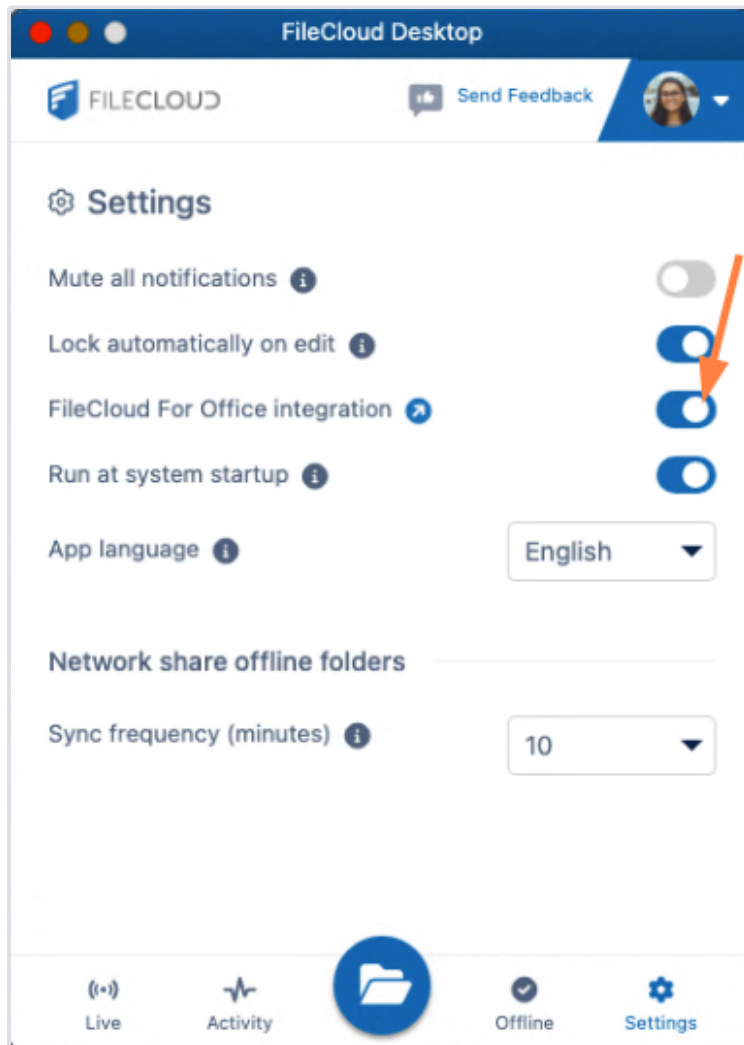 FileCloud Desktop
FILECLOUD
Send Feedback
Settings
Mute all notifications
Lock automatically on edit
FileCloud For Office integration
Run at system startup
App language
English
Network share offline folders
Sync frequency (minutes)
10
Live
Activity
Offline
Settings